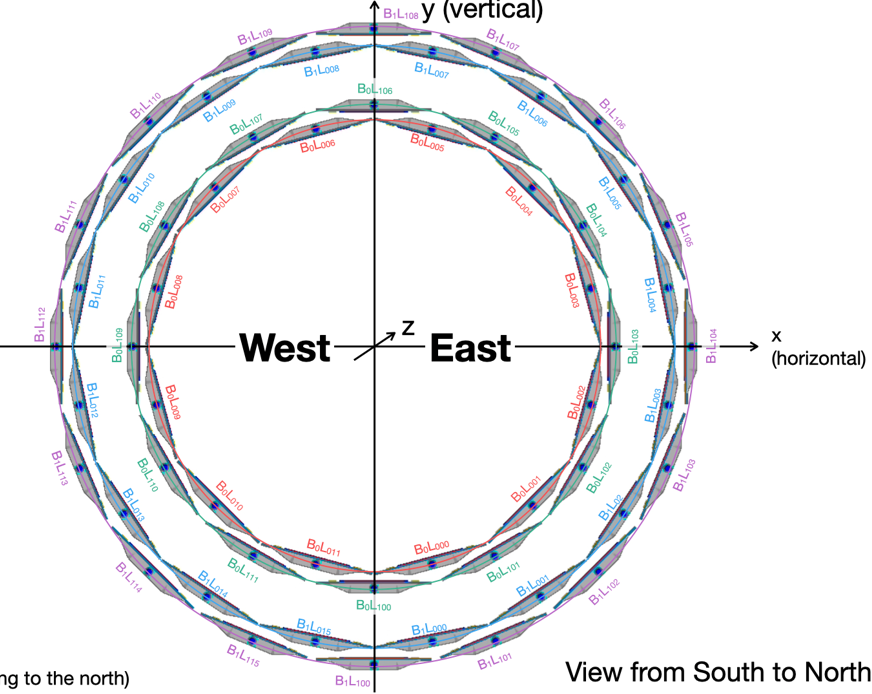 B₁L₁₀₈ y (vertical)
B₁L₁₀₉
B₁L₁₀₇
B₁L₀₀₈
B₁L₀₀₇
B₁L₁₁₀
B₁L₀₀₉
B₀L₁₀₆
B₁L₀₀₆
B₁L₁₀₆
B₀L₁₀₇
B₀L₁₀₅
B₀L₀₀₆
B₀L₀₀₅
B₁L₀₁₀
B₁L₀₀₅
B₀L₀₀₇
B₀L₀₀₄
B₁L₁₁₁
B₀L₁₀₈
B₀L₁₀₄
B₁L₁₀₅
B₁L₀₁₁
B₀L₀₀₈
B₀L₀₀₃
B₁L₀₀₄
B₁L₁₁₂
B₀L₁₀₉
West
z
East
B₀L₁₀₃
B₁L₁₀₄
x
(horizontal)
B₁L₀₁₂
B₀L₀₀₉
B₀L₀₀₂
B₁L₀₀₃
B₁L₁₁₃
B₀L₁₁₀
B₀L₁₀₂
B₁L₁₀₃
B₁L₀₁₃
B₀L₀₁₀
B₀L₀₀₁
B₁L₀₂
B₀L₁₁₁
B₀L₀₁₁
B₀L₀₀₀
B₀L₁₀₁
B₁L₁₁₄
B₁L₀₁₄
B₀L₁₀₀
B₁L₀₀₁
B₁L₁₀₂
B₁L₀₁₅
B₁L₀₀₀
B₁L₁₁₅
B₁L₁₀₁
B₁L₁₀₀
ng to the north)
View from South to North